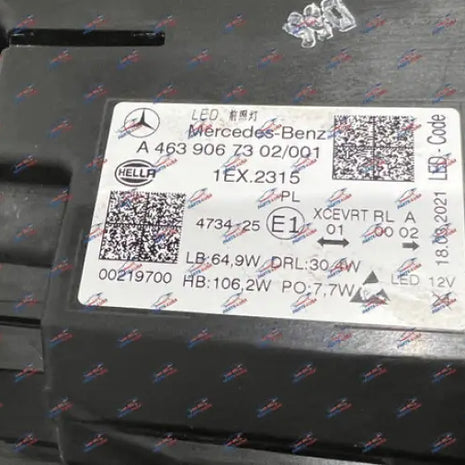 LED 前照灯
Mercedes-Benz
A 463 906 73 02/001
HELLA
1EX.2315
PL
4734-25 E1 XCEVRT RL A
01 00 02
LB:64,9W DRL:30,4W
00219700 HB:106,2W PO:7,7W LED 12V
18.03.2021 LED-Code